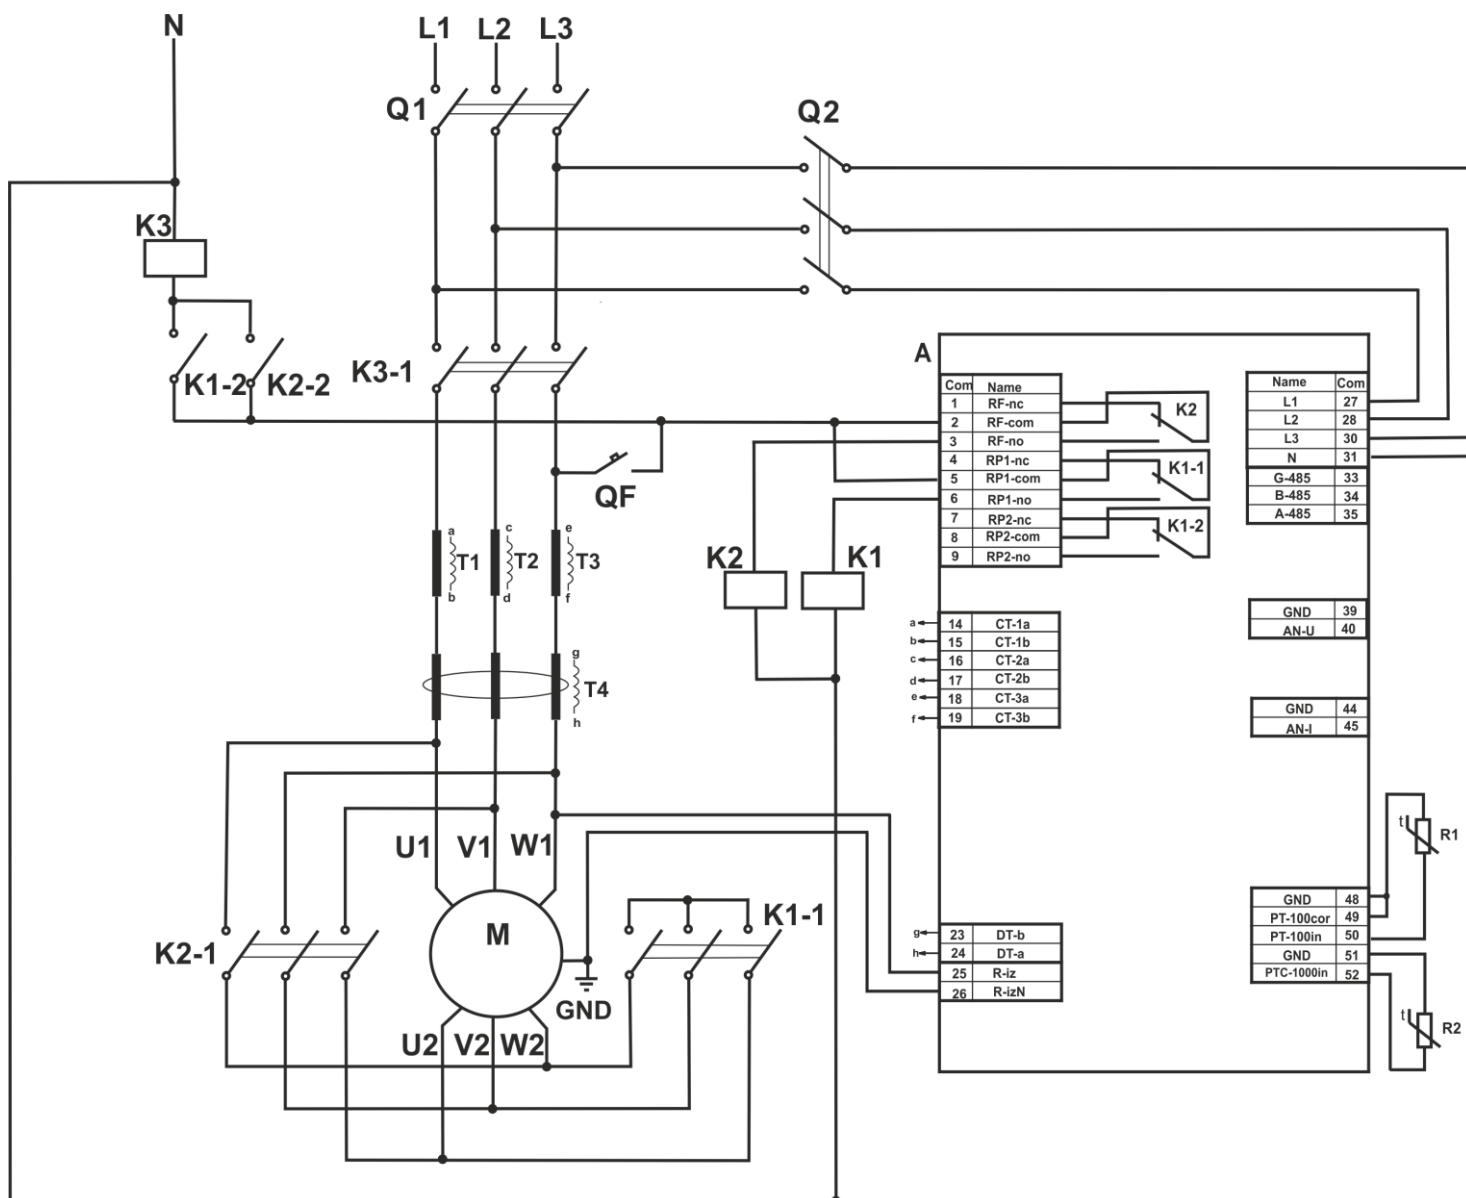 N
L1 L2 L3
Q1
Q2
K3
K1-2 K2-2
K3-1
QF
A
Com Name
1 RF-nc
2 RF-com
3 RF-no
4 RP1-nc
5 RP1-com
6 RP1-no
7 RP2-nc
8 RP2-com
9 RP2-no
K2
K1-1
K1-2
Name Com
L1 27
L2 28
L3 30
N 31
G-485 33
B-485 34
A-485 35
a c e
T1 T2 T3
b d f
K2 K1
g
T4
h
a 14 CT-1a
b 15 CT-1b
c 16 CT-2a
d 17 CT-2b
e 18 CT-3a
f 19 CT-3b
GND 39
AN-U 40
GND 44
AN-I 45
t R1
U1 V1 W1
M
K2-1
K1-1
GND
U2 V2 W2
g 23 DT-b
h 24 DT-a
25 R-iz
26 R-izN
GND 48
PT-100cor 49
PT-100in 50
GND 51
PTC-1000in 52
t R2